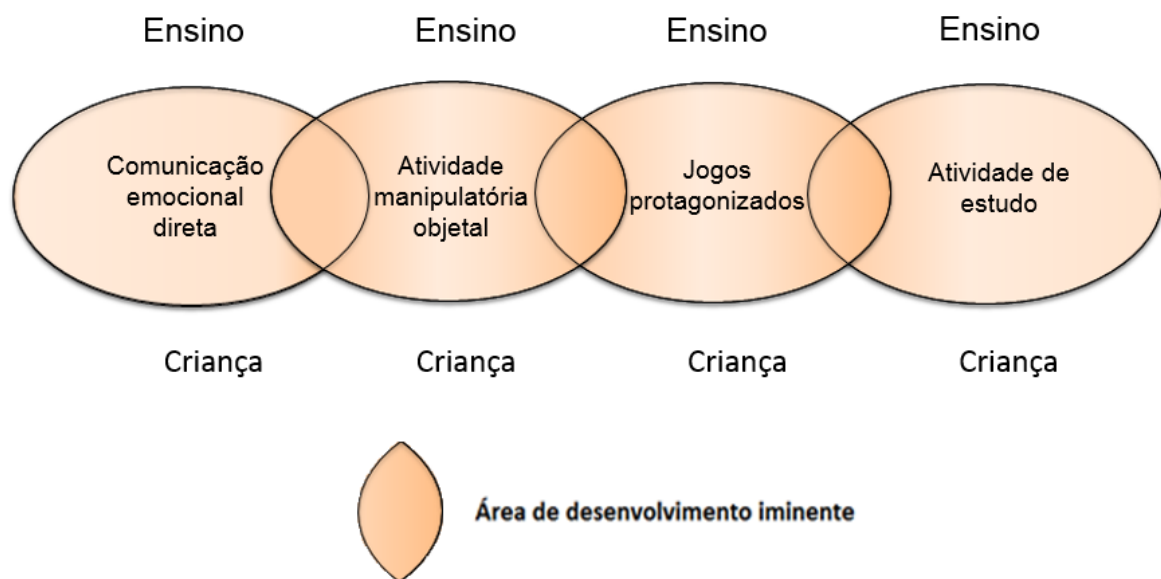 Ensino Ensino Ensino Ensino
Comunicação
emocional
direta
Atividade
manipulatória
objetal
Jogos
protagonizados
Atividade de
estudo
Criança Criança Criança Criança
Área de desenvolvimento iminente